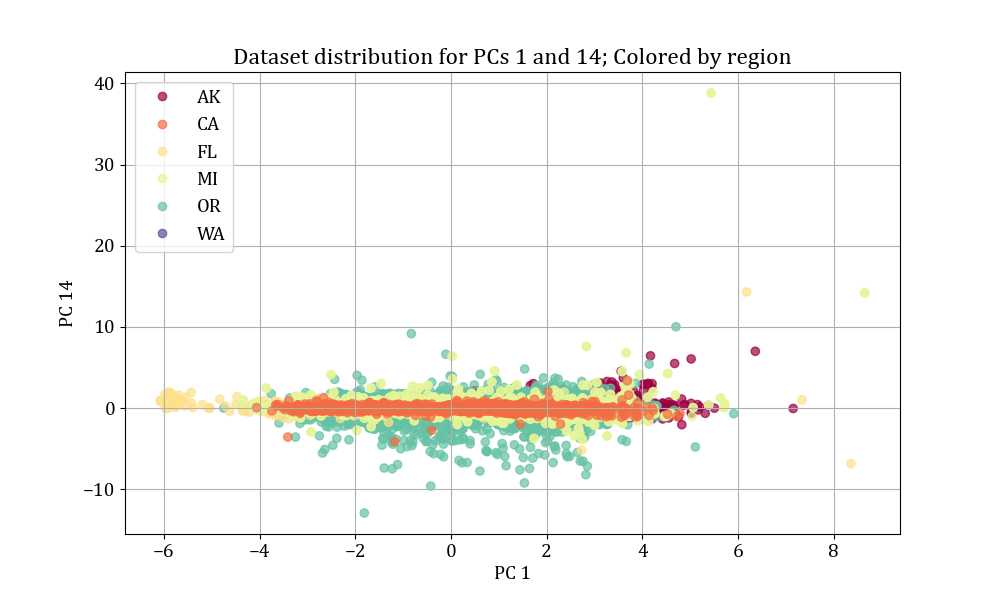 Dataset distribution for PCs 1 and 14; Colored by region
40
30
20
10
0
−10
PC 14
AK
CA
FL
MI
OR
WA
−6 −4 −2 0 2 4 6 8
PC 1